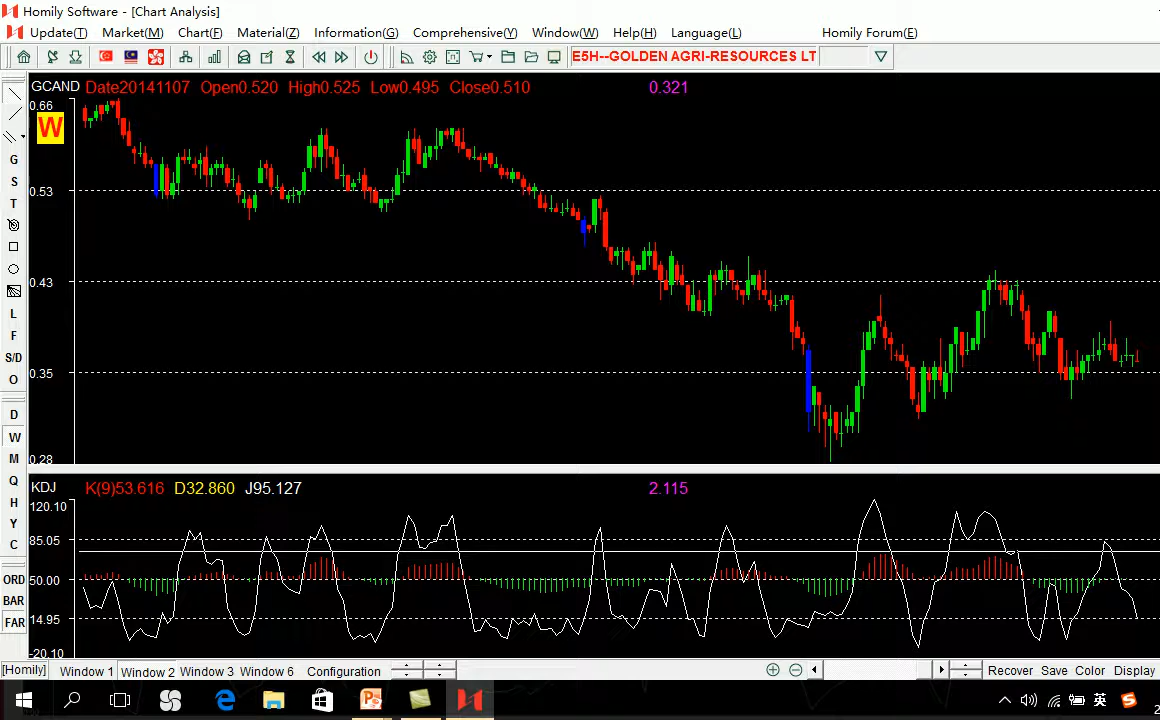 Homily Software - [Chart Analysis]
Update(T) Market(M) Chart(F) Material(Z) Information(G) Comprehensive(Y) Window(W) Help(H) Language(L) Homily Forum(E)
E5H--GOLDEN AGRI-RESOURCES LT
GCAND Date20141107 Open0.520 High0.525 Low0.495 Close0.510 0.321
0.66
W
0.53
0.43
0.35
0.28
G
S
T
L
F
S/D
O
D
W
M
Q
H
Y
C
ORD
BAR
FAR
KDJ K(9)53.616 D32.860 J95.127 2.115
120.10
85.05
50.00
14.95
-20.10
[Homily] Window 1 Window 2 Window 3 Window 6 Configuration Recover Save Color Display
英
2